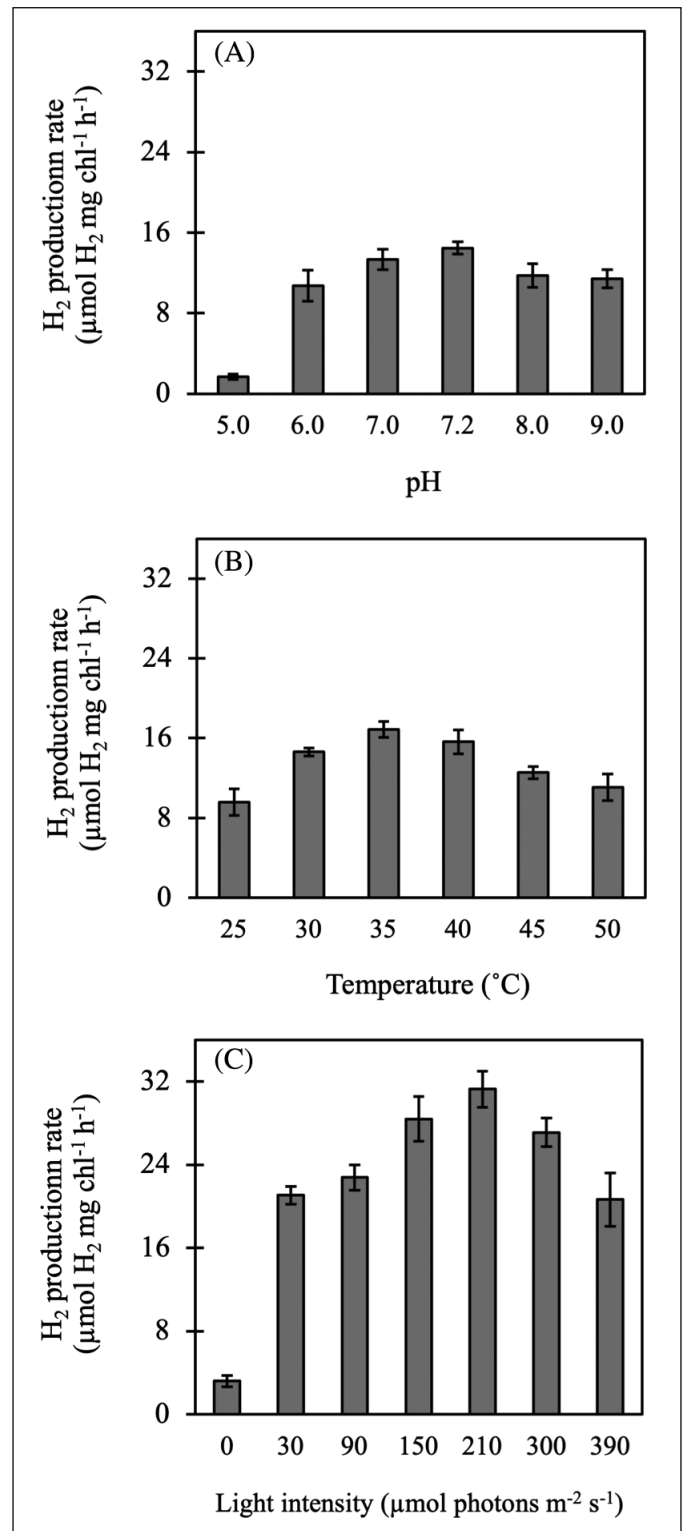 (A)
H₂ productionn rate
(µmol H₂ mg chl⁻¹ h⁻¹)
32
24
16
8
0
5.0 6.0 7.0 7.2 8.0 9.0
pH
(B)
H₂ productionn rate
(µmol H₂ mg chl⁻¹ h⁻¹)
32
24
16
8
0
25 30 35 40 45 50
Temperature (˚C)
(C)
H₂ productionn rate
(µmol H₂ mg chl⁻¹ h⁻¹)
32
24
16
8
0
0 30 90 150 210 300 390
Light intensity (µmol photons m⁻² s⁻¹)